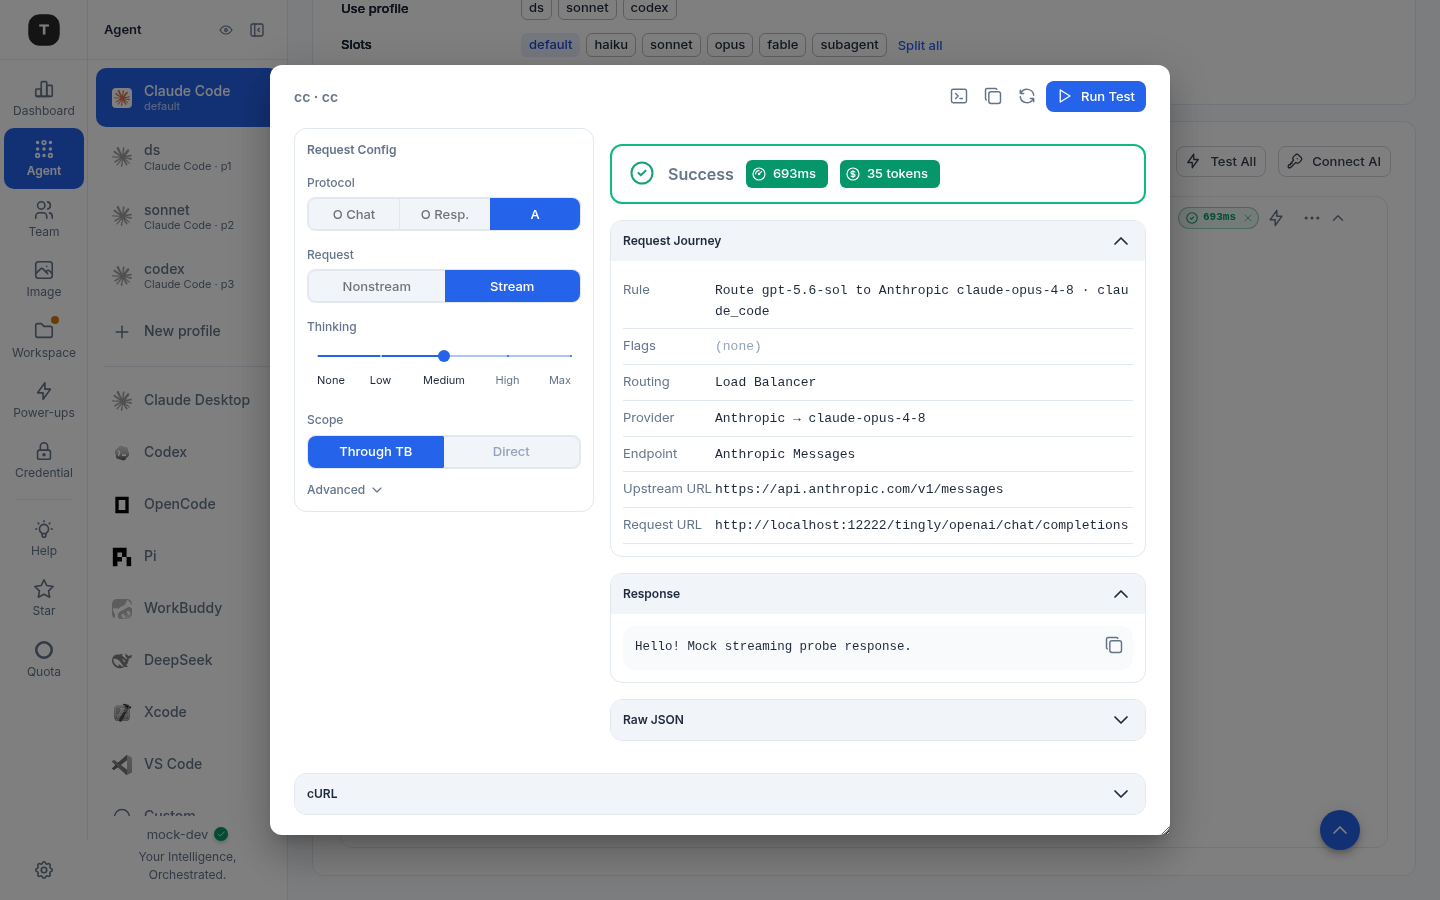 T
Dashboard
Agent
Team
Image
Workspace
Power-ups
Credential
Help
Star
Quota
Agent
Claude Code
default
ds
Claude Code · p1
sonnet
Claude Code · p2
codex
Claude Code · p3
New profile
Claude Desktop
Codex
OpenCode
Pi
WorkBuddy
DeepSeek
Xcode
VS Code
Custom
mock-dev
Your Intelligence,
Orchestrated.
Use profile
ds sonnet codex
Slots
default haiku sonnet opus fable subagent Split all
Test All
Connect AI
693ms
cc · cc
Run Test
Request Config
Protocol
O Chat O Resp. A
Request
Nonstream Stream
Thinking
None Low Medium High Max
Scope
Through TB Direct
Advanced
Success 693ms 35 tokens
Request Journey
Rule Route gpt-5.6-sol to Anthropic claude-opus-4-8 · clau
de_code
Flags (none)
Routing Load Balancer
Provider Anthropic → claude-opus-4-8
Endpoint Anthropic Messages
Upstream URL https://api.anthropic.com/v1/messages
Request URL http://localhost:12222/tingly/openai/chat/completions
Response
Hello! Mock streaming probe response.
Raw JSON
cURL